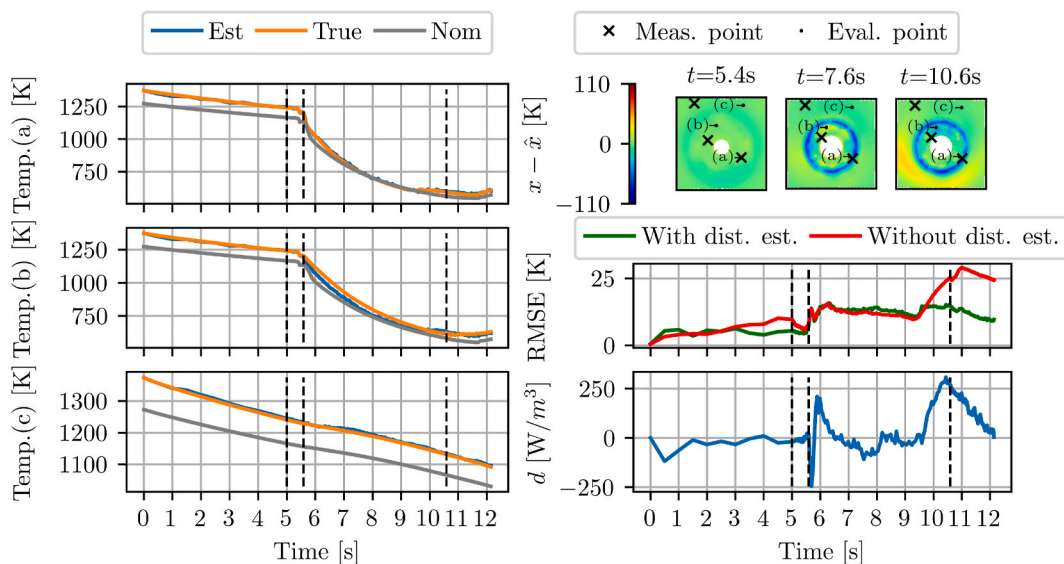 Est True Nom
× Meas. point · Eval. point
Temp.(a) [K]
1250
1000
750
Temp.(b) [K]
1250
1000
750
Temp.(c) [K]
1300
1200
1100
0 1 2 3 4 5 6 7 8 9 10 11 12
Time [s]
x − x̂ [K]
110
0
−110
t=5.4s t=7.6s t=10.6s
(c) (c) (c)
(b) (b) (b)
(a) (a) (a)
With dist. est. Without dist. est.
RMSE [K]
25
0
d [W/m³]
250
0
−250
0 1 2 3 4 5 6 7 8 9 10 11 12
Time [s]